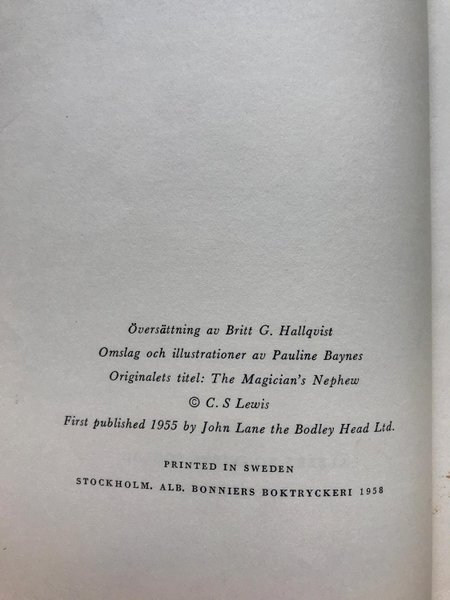 Översättning av Britt G. Hallqvist
Omslag och illustrationer av Pauline Baynes
Originalets titel: The Magician's Nephew
© C. S Lewis
First published 1955 by John Lane the Bodley Head Ltd.
PRINTED IN SWEDEN
STOCKHOLM. ALB. BONNIERS BOKTRYCKERI 1958